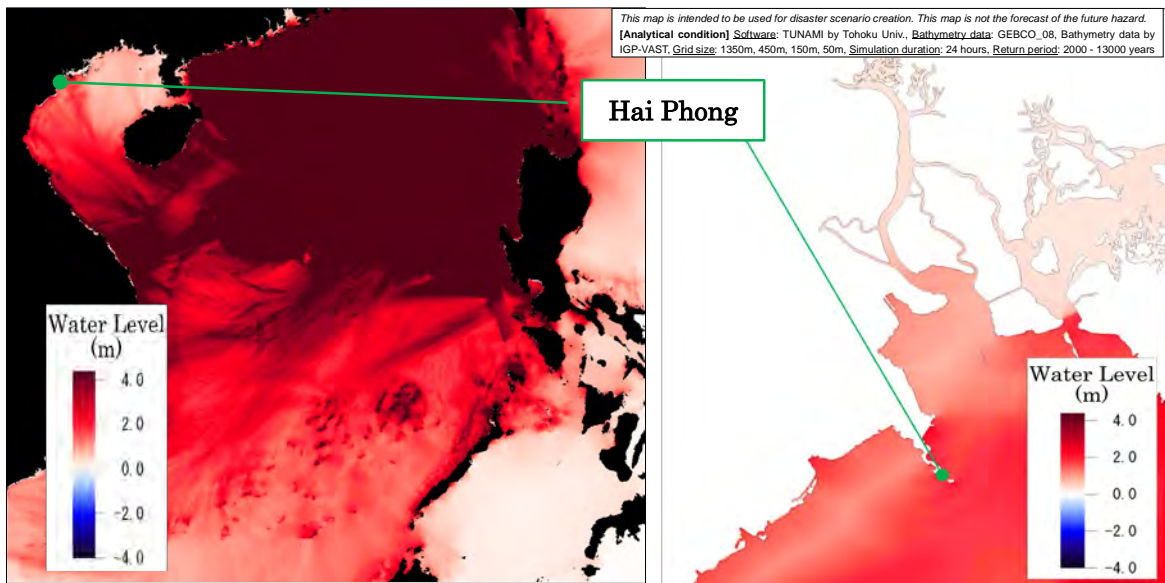 This map is intended to be used for disaster scenario creation. This map is not the forecast of the future hazard.
[Analytical condition] Software: TUNAMI by Tohoku Univ., Bathymetry data: GEBCO_08, Bathymetry data by
IGP-VAST, Grid size: 1350m, 450m, 150m, 50m, Simulation duration: 24 hours, Return period: 2000 - 13000 years
Hai Phong
Water Level
(m)
4.0
2.0
0.0
-2.0
-4.0
Water Level
(m)
4.0
2.0
0.0
-2.0
-4.0